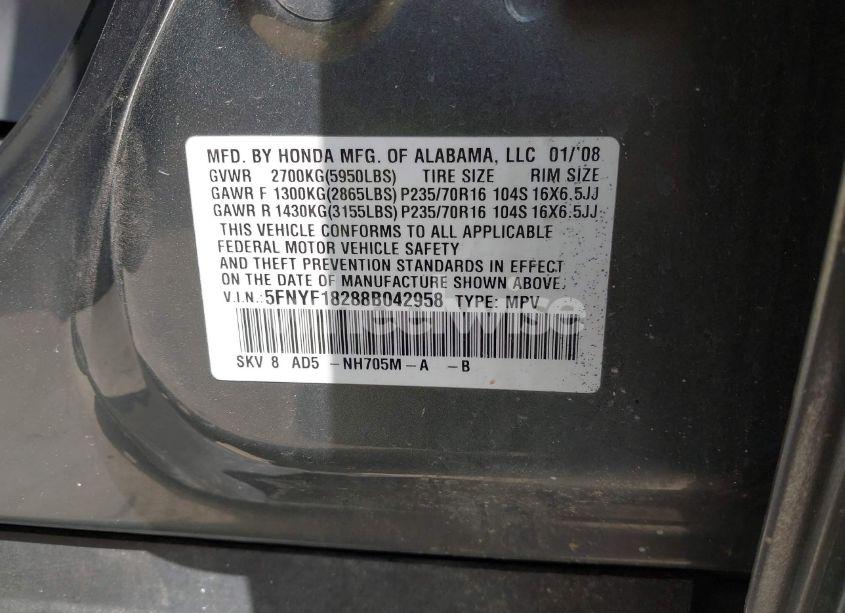 MFD. BY HONDA MFG. OF ALABAMA, LLC 01/'08
GVWR 2700KG(5950LBS) TIRE SIZE RIM SIZE
GAWR F 1300KG(2865LBS) P235/70R16 104S 16X6.5JJ
GAWR R 1430KG(3155LBS) P235/70R16 104S 16X6.5JJ
THIS VEHICLE CONFORMS TO ALL APPLICABLE
FEDERAL MOTOR VEHICLE SAFETY
AND THEFT PREVENTION STANDARDS IN EFFECT
ON THE DATE OF MANUFACTURE SHOWN ABOVE.
V.I.N.:5FNYF18288B042958 TYPE: MPV
SKV 8 AD5 -NH705M-A -B